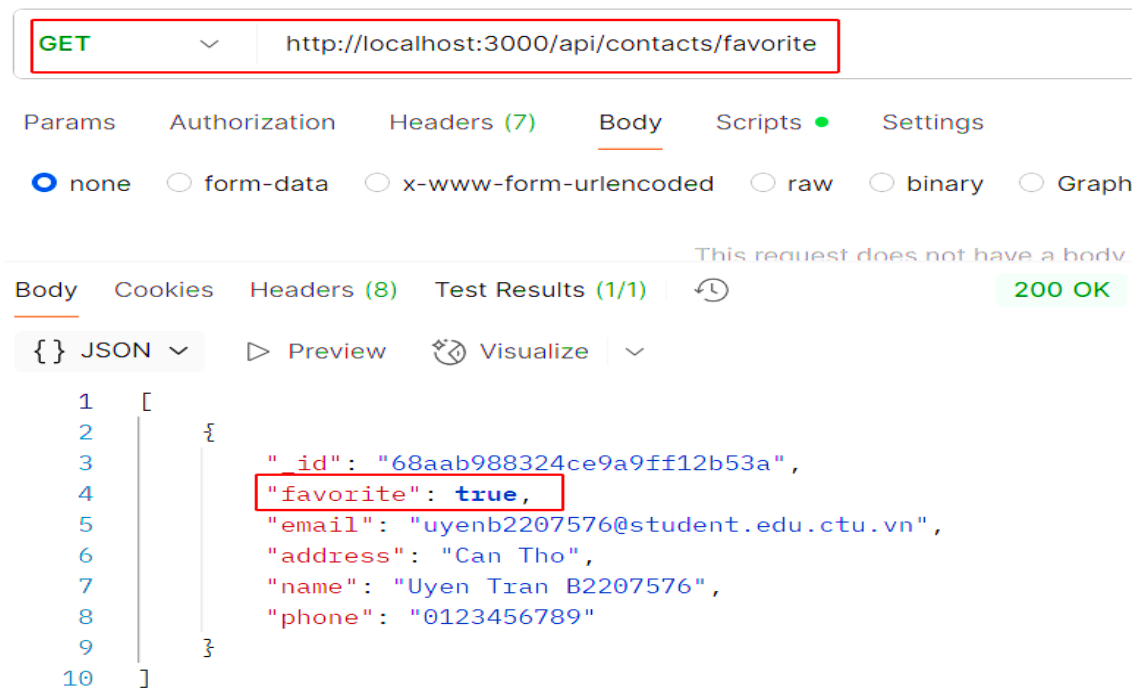 GET http://localhost:3000/api/contacts/favorite
Params Authorization Headers (7) Body Scripts Settings
none form-data x-www-form-urlencoded raw binary Graph
This request does not have a body
Body Cookies Headers (8) Test Results (1/1) 200 OK
{} JSON Preview Visualize
1 [
2 {
3 "_id": "68aab988324ce9a9ff12b53a",
4 "favorite": true,
5 "email": "uyenb2207576@student.edu.ctu.vn",
6 "address": "Can Tho",
7 "name": "Uyen Tran B2207576",
8 "phone": "0123456789"
9 }
10 ]